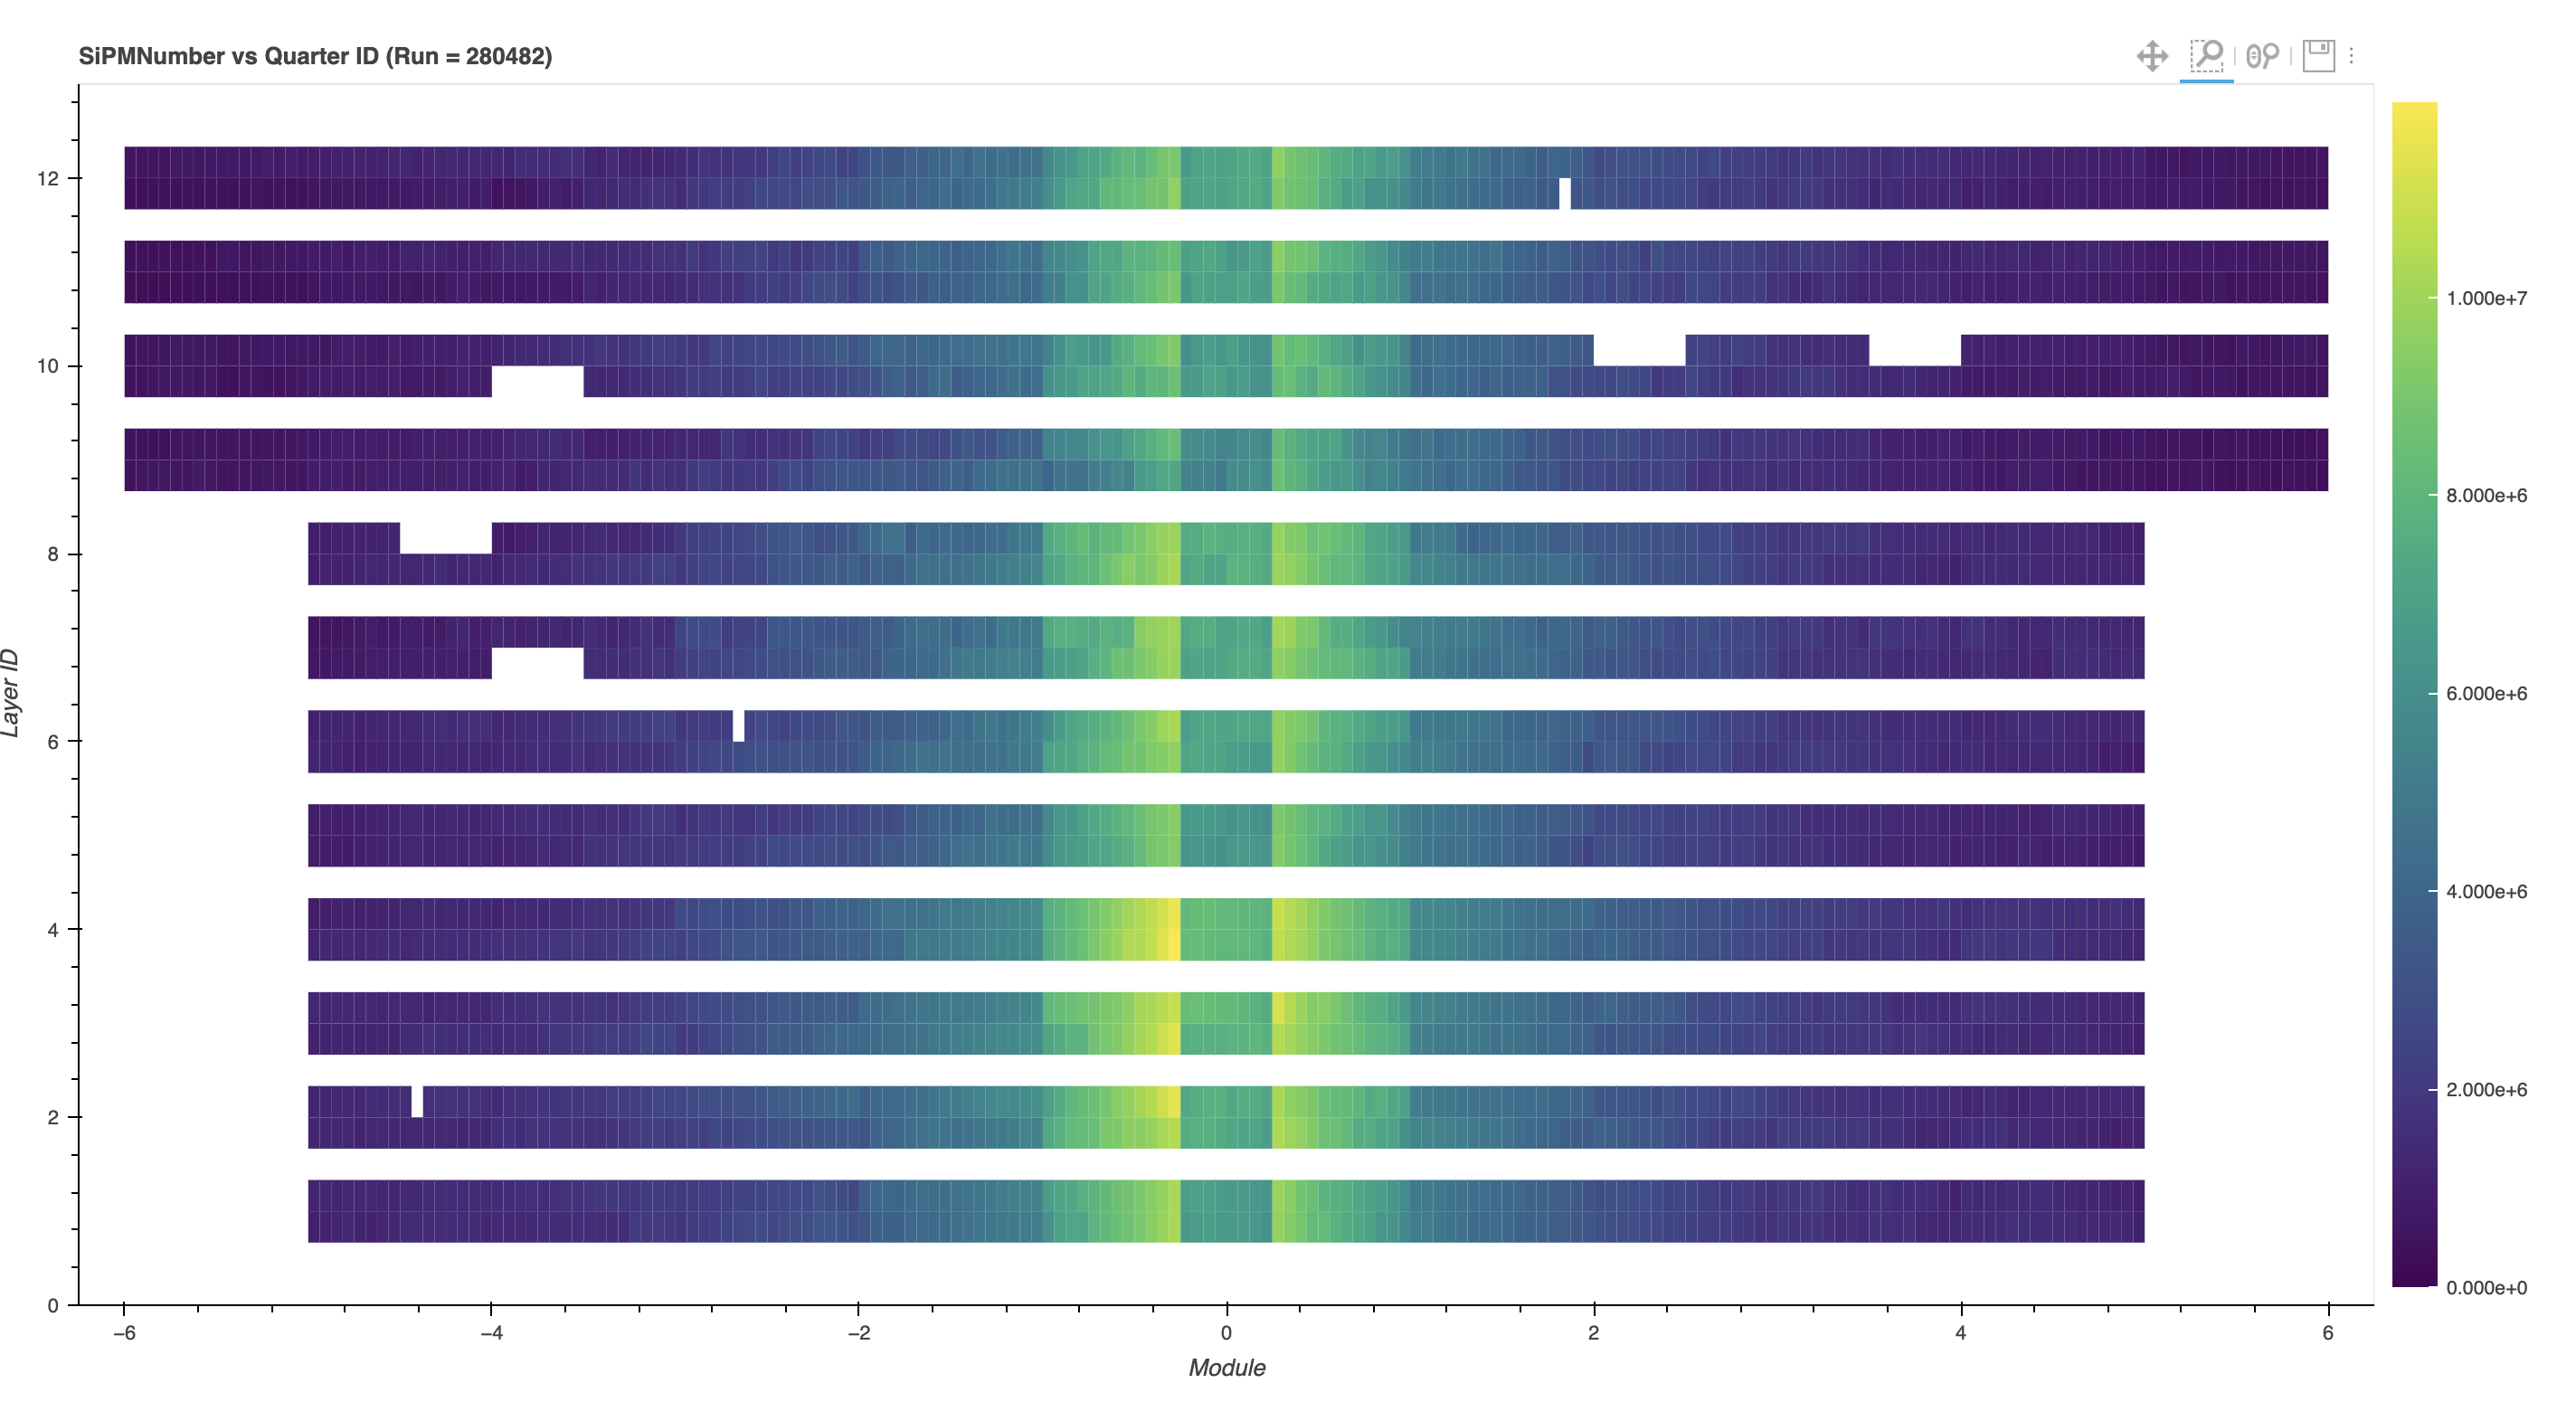 SiPMNumber vs Quarter ID (Run = 280482)
12
10
8
6
4
2
0
Layer ID
−6
−4
−2
0
2
4
6
Module
1.000e+7
8.000e+6
6.000e+6
4.000e+6
2.000e+6
0.000e+0